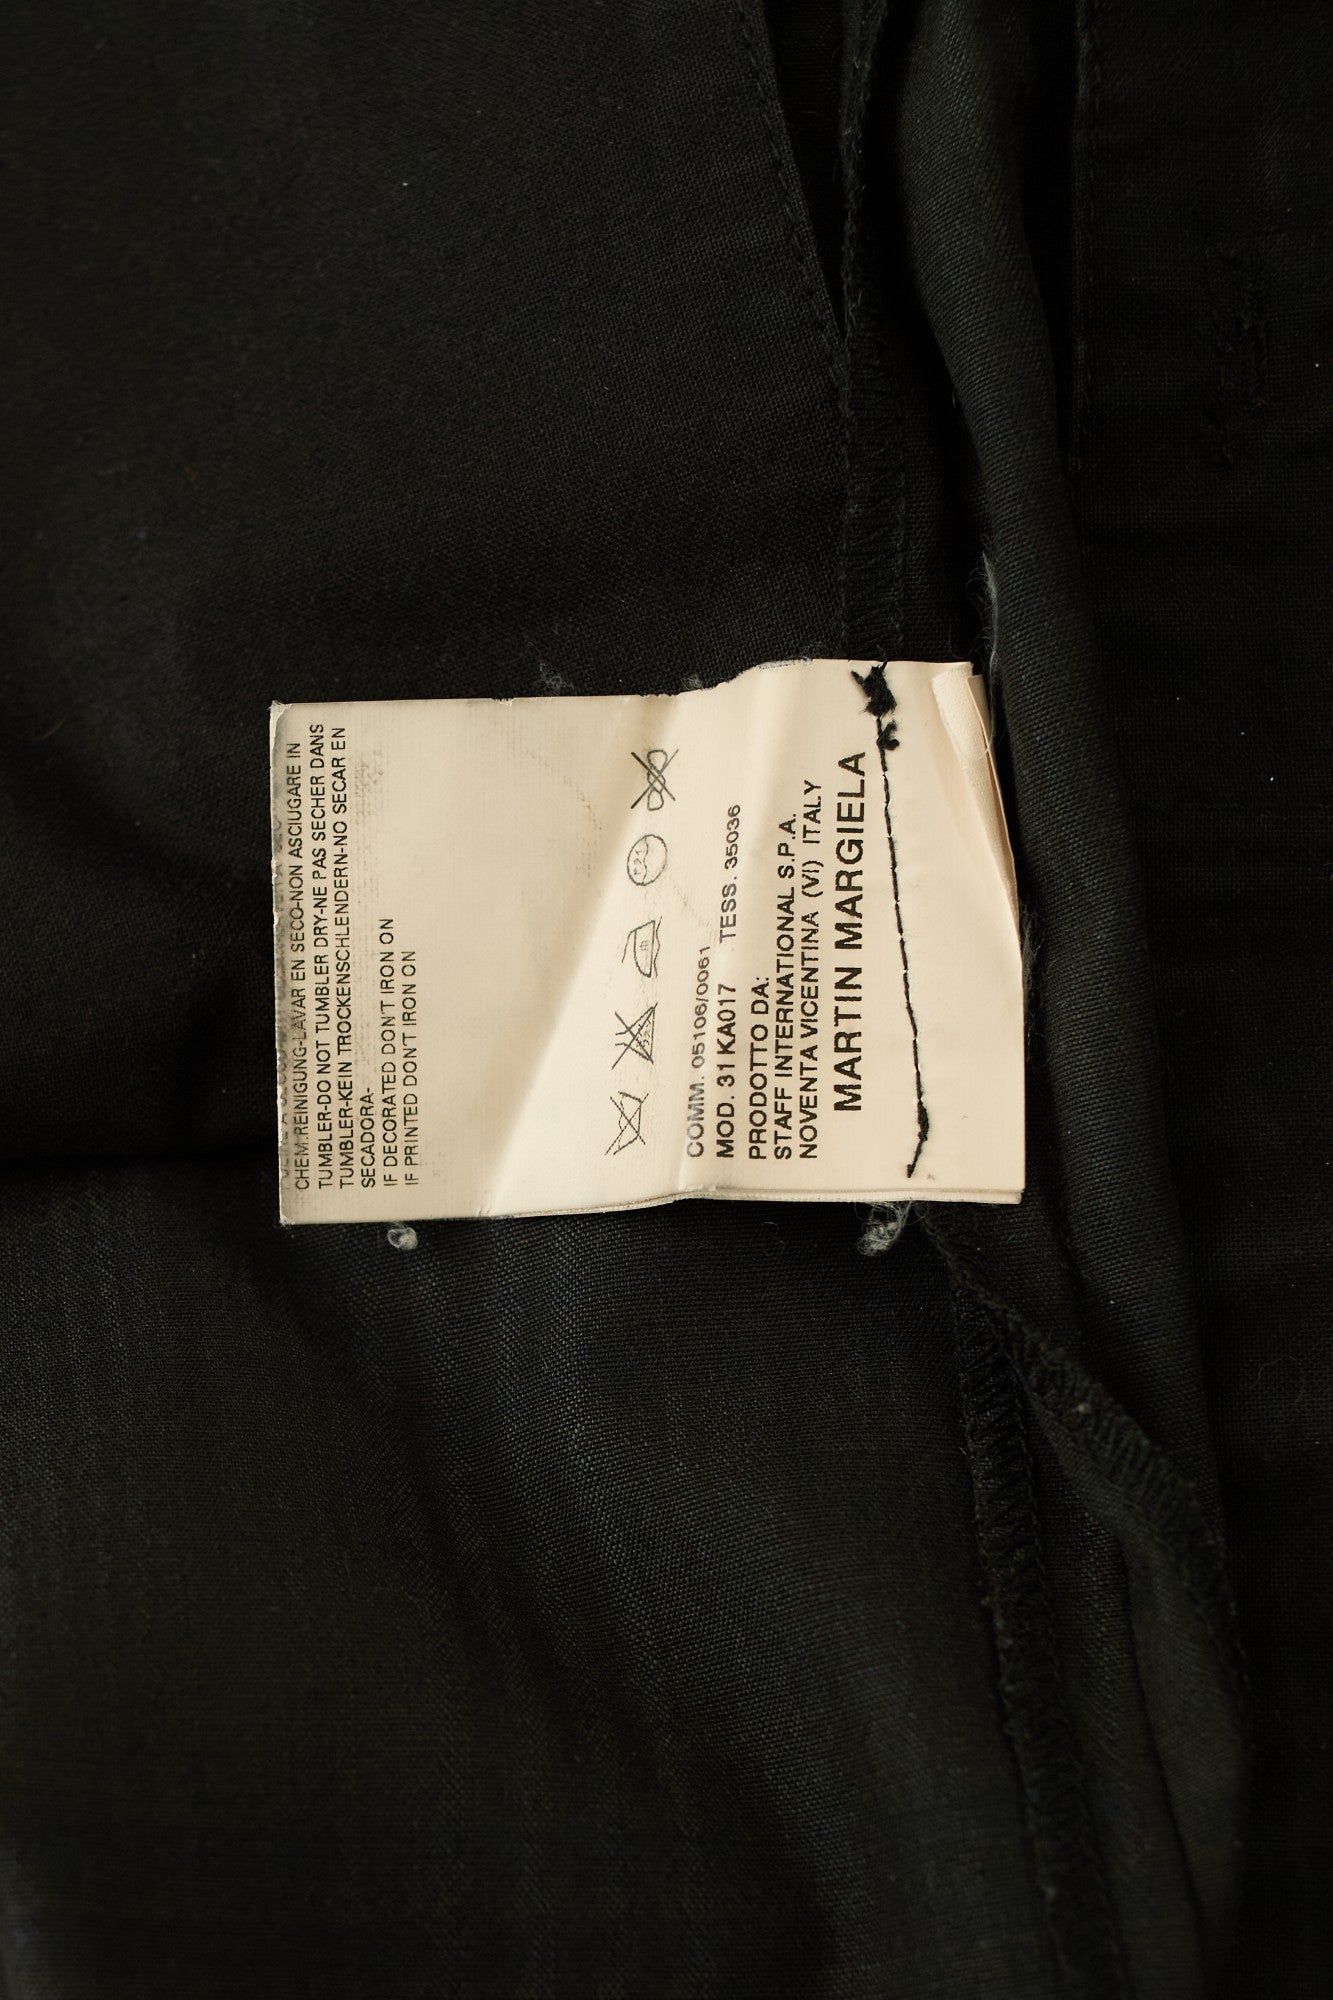 MARTIN MARGIELA
NOVENTA VICENTINA (VI) ITALY
STAFF INTERNATIONAL S.P.A.
PRODOTTO DA:
MOD. 31KA017 TESS. 35036
COMM. 05106/0061
CHEM.REINIGUNG-LAVAR EN SECO-NON ASCIUGARE IN
TUMBLER-DO NOT TUMBLER DRY-NE PAS SECHER DANS
TUMBLER-KEIN TROCKENSCHLENDERN-NO SECAR EN
SECADORA-
IF DECORATED DON'T IRON ON
IF PRINTED DON'T IRON ON